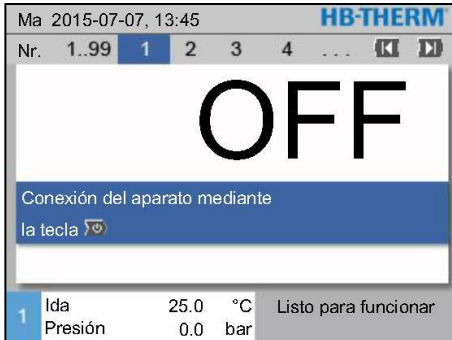 Ma 2015-07-07, 13:45 HB-THERM
Nr. 1..99 1 2 3 4 ...
OFF
Conexión del aparato mediante
la tecla
1 Ida 25.0 °C Listo para funcionar
Presión 0.0 bar